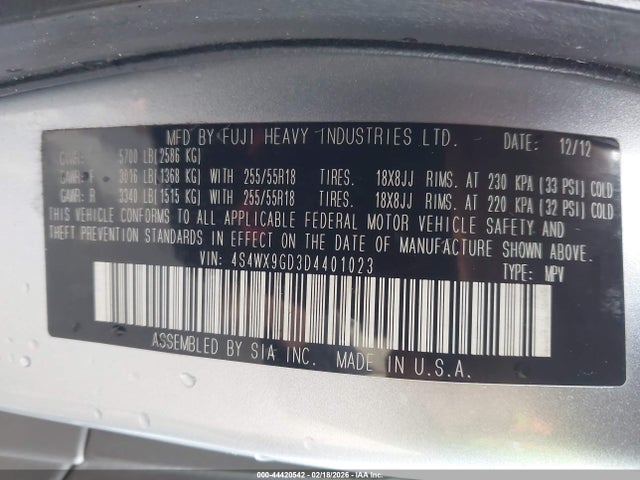 MFD BY FUJI HEAVY INDUSTRIES LTD. DATE: 12/12
GVWR: 5700 LB(2586 KG)
GAWR: F 3016 LB(1368 KG) WITH 255/55R18 TIRES. 18X8JJ RIMS. AT 230 KPA (33 PSI) COLD
GAWR: R 3340 LB(1515 KG) WITH 255/55R18 TIRES. 18X8JJ RIMS. AT 220 KPA (32 PSI) COLD
THIS VEHICLE CONFORMS TO ALL APPLICABLE FEDERAL MOTOR VEHICLE SAFETY AND
THEFT PREVENTION STANDARDS IN EFFECT ON THE DATE OF MANUFACTURE SHOWN ABOVE.
VIN: 4S4WX9GD3D4401023 TYPE: MPV
ASSEMBLED BY SIA INC. MADE IN U.S.A.
000-44420542 - 02/18/2026 - IAA Inc.